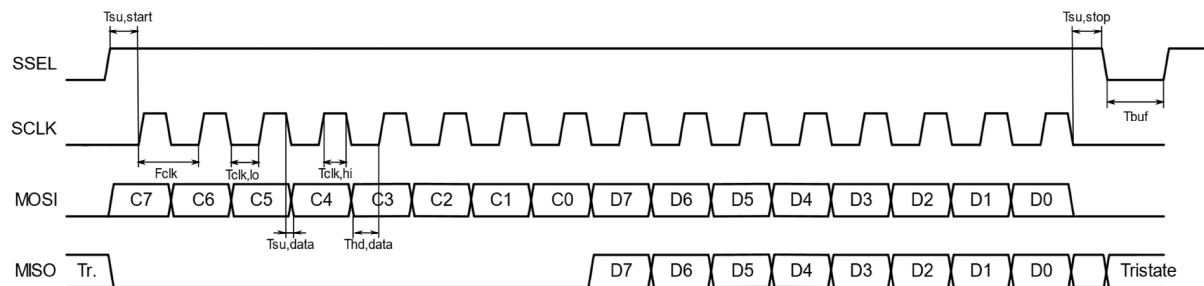 Tsu,start Tsu,stop
SSEL
Tbuf
SCLK
Fclk Tclk,lo Tclk,hi
MOSI C7 C6 C5 C4 C3 C2 C1 C0 D7 D6 D5 D4 D3 D2 D1 D0
Tsu,data Thd,data
MISO Tr. D7 D6 D5 D4 D3 D2 D1 D0 Tristate